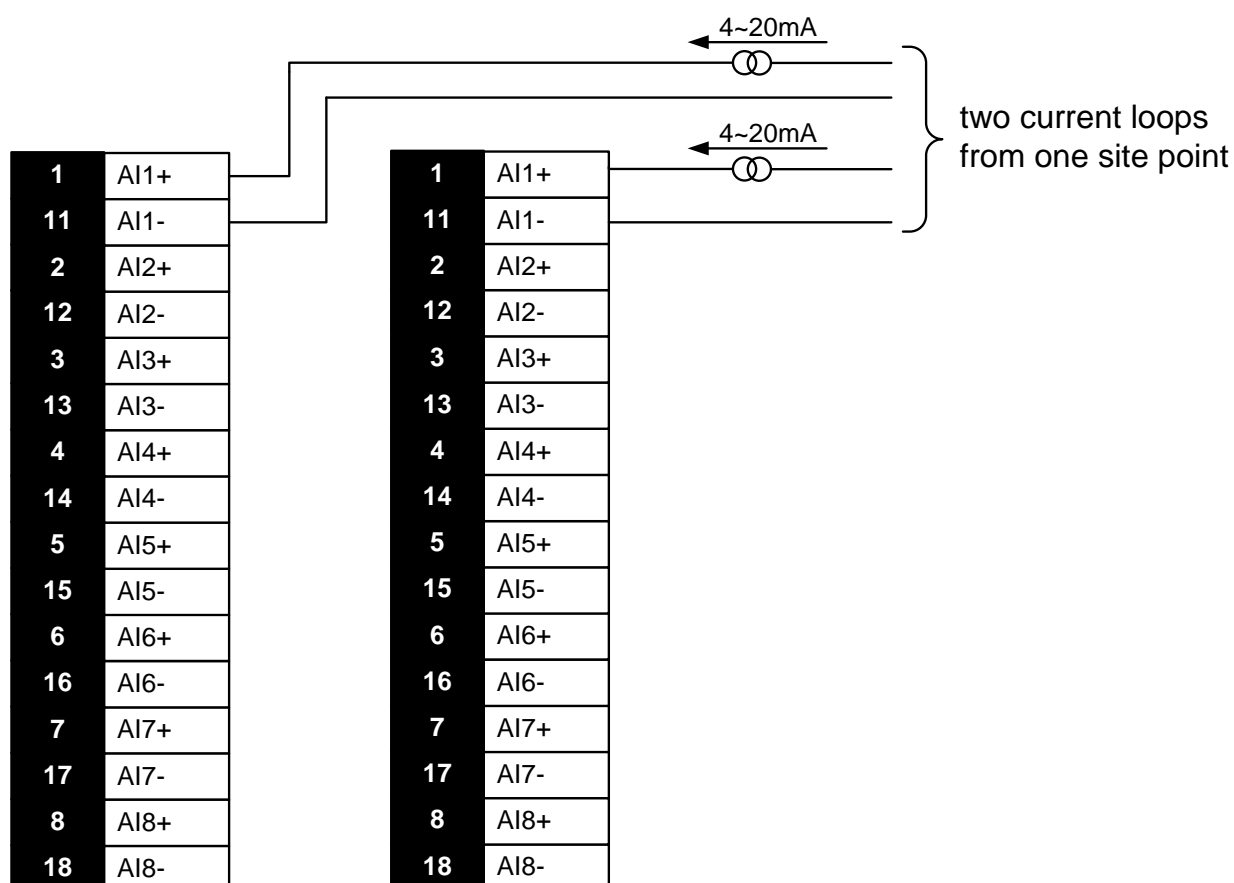 4~20mA
4~20mA
two current loops
from one site point
1 AI1+
11 AI1-
2 AI2+
12 AI2-
3 AI3+
13 AI3-
4 AI4+
14 AI4-
5 AI5+
15 AI5-
6 AI6+
16 AI6-
7 AI7+
17 AI7-
8 AI8+
18 AI8-
1 AI1+
11 AI1-
2 AI2+
12 AI2-
3 AI3+
13 AI3-
4 AI4+
14 AI4-
5 AI5+
15 AI5-
6 AI6+
16 AI6-
7 AI7+
17 AI7-
8 AI8+
18 AI8-